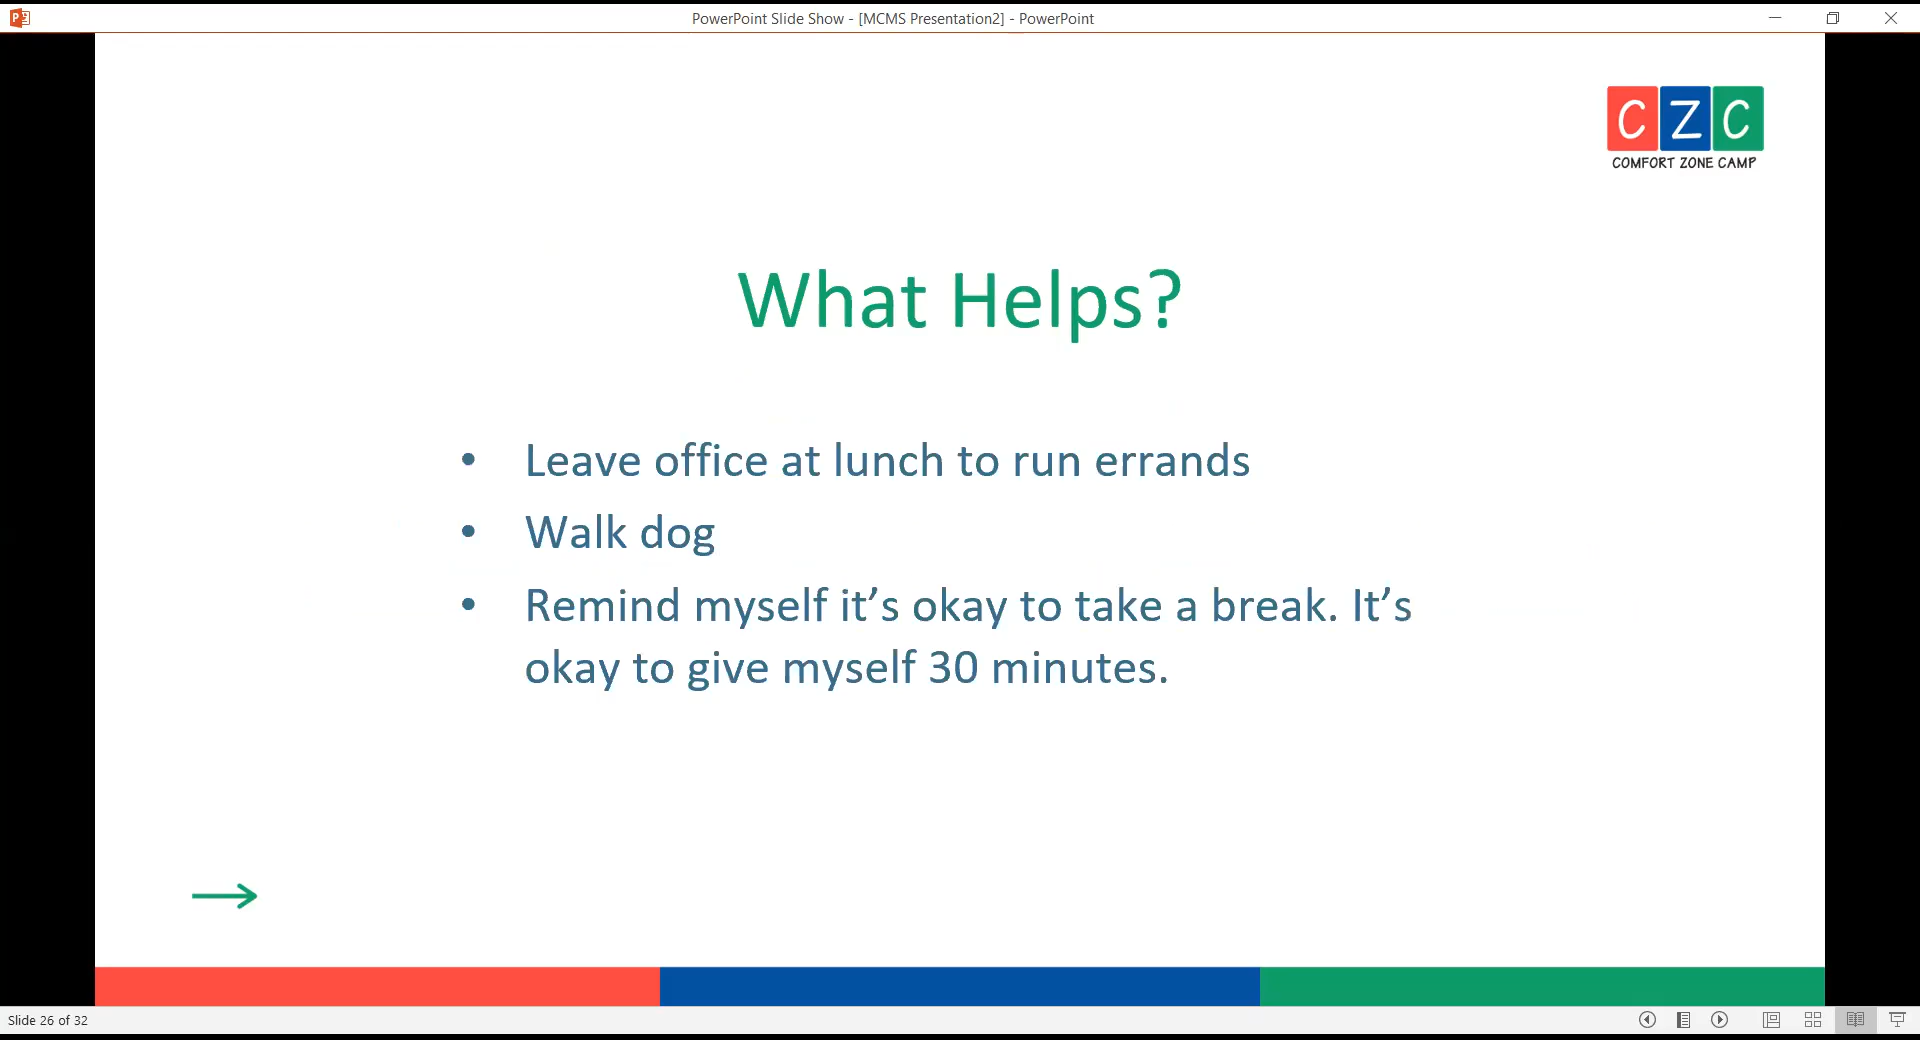 PowerPoint Slide Show - [MCMS Presentation2] - PowerPoint
C Z C
COMFORT ZONE CAMP
What Helps?
• Leave office at lunch to run errands
• Walk dog
• Remind myself it’s okay to take a break. It’s
okay to give myself 30 minutes.
Slide 26 of 32